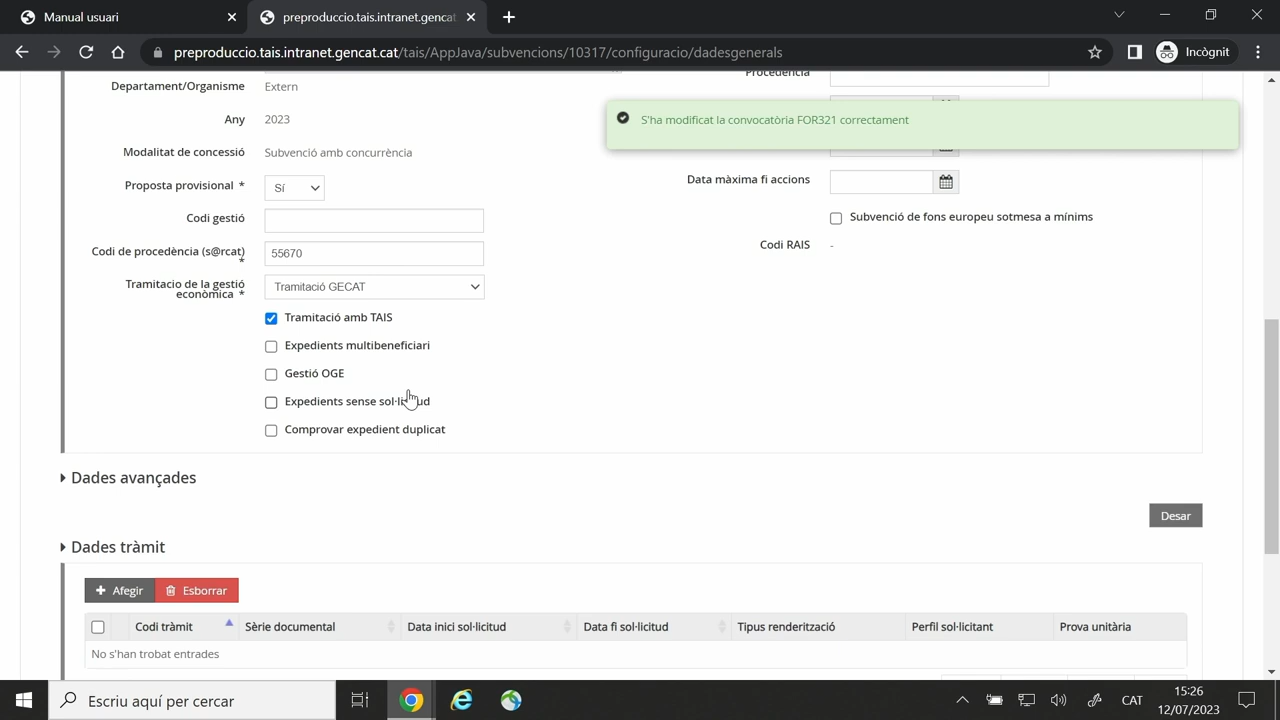 Manual usuari
preproduccio.tais.intranet.gencat
preproduccio.tais.intranet.gencat.cat/tais/AppJava/subvencions/10317/configuracio/dadesgenerals
Incògnit
Departament/Organisme Extern
Procedència
Any 2023
S'ha modificat la convocatòria FOR321 correctament
Modalitat de concessió Subvenció amb concurrència
Proposta provisional * Sí
Data màxima fi accions
Codi gestió
Subvenció de fons europeu sotmesa a mínims
Codi de procedència (s@rcat) * 55670
Codi RAIS -
Tramitacio de la gestió econòmica * Tramitació GECAT
Tramitació amb TAIS
Expedients multibeneficiari
Gestió OGE
Expedients sense sol·licitud
Comprovar expedient duplicat
Dades avançades
Desar
Dades tràmit
Afegir Esborrar
Codi tràmit Sèrie documental Data inici sol·licitud Data fi sol·licitud Tipus renderització Perfil sol·licitant Prova unitària
No s'han trobat entrades
Escriu aquí per cercar
CAT
15:26
12/07/2023